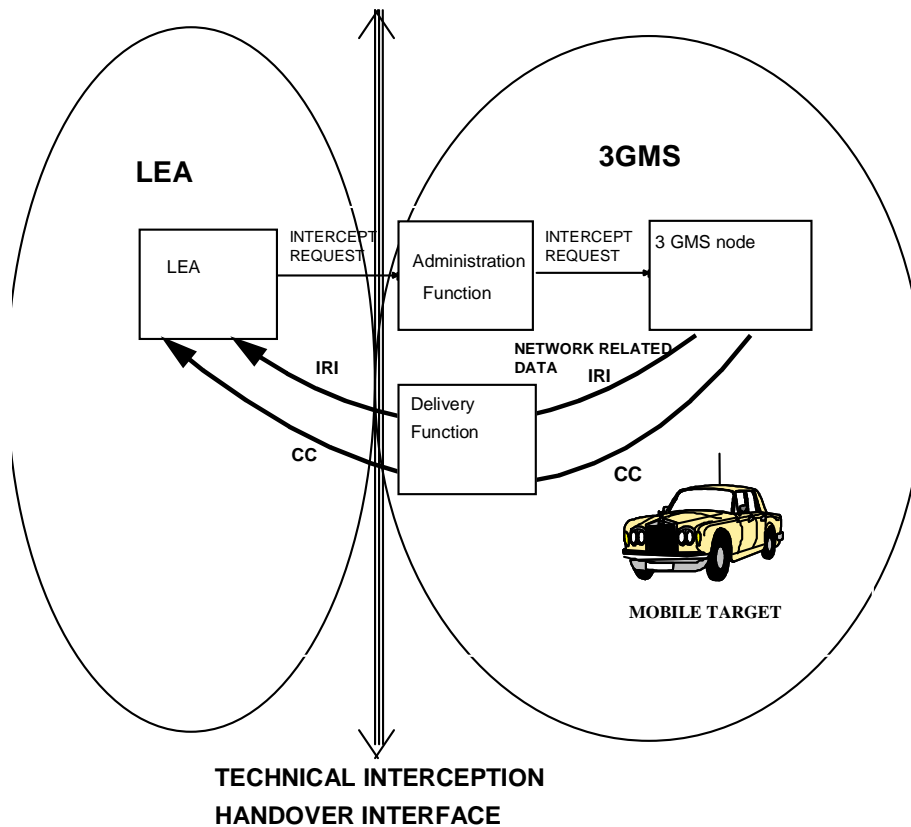 LEA
3GMS
INTERCEPT
REQUEST
INTERCEPT
REQUEST
LEA
Administration
Function
3 GMS node
NETWORK RELATED
DATA
IRI
IRI
Delivery
Function
CC
CC
MOBILE TARGET
TECHNICAL INTERCEPTION
HANDOVER INTERFACE